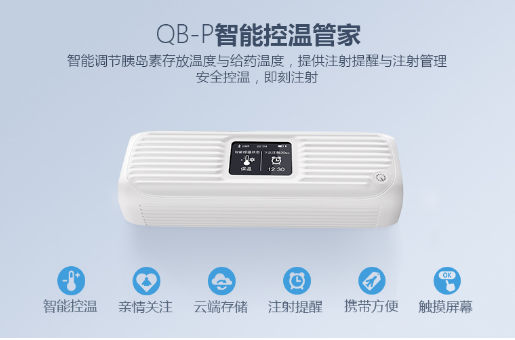 QB-P智能控温管家
智能调节胰岛素存放温度与给药温度，提供注射提醒与注射管理
安全控温，即刻注射
保温
12:30
智能控温
亲情关注
云端存储
注射提醒
携带方便
OK
触摸屏幕